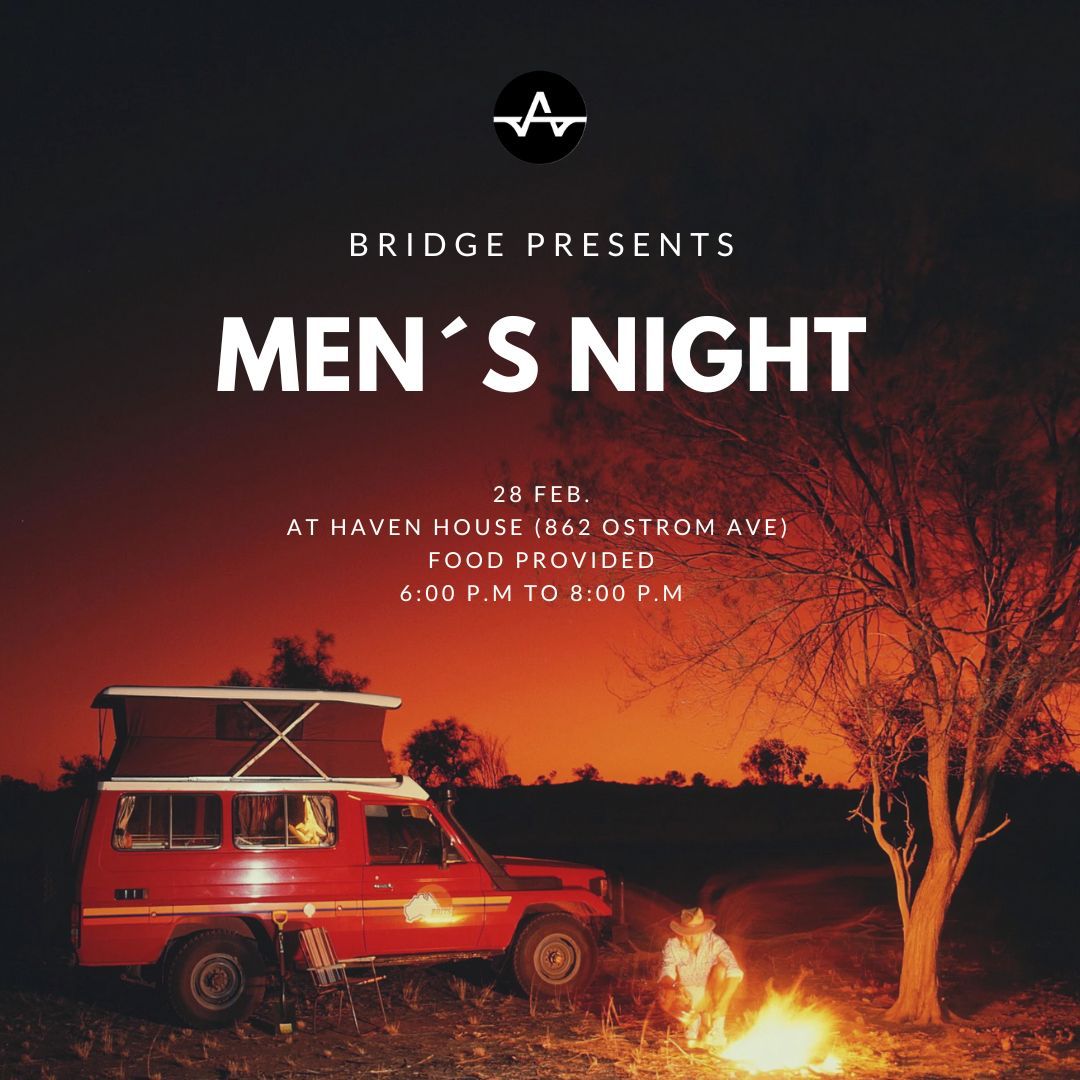 BRIDGE PRESENTS
MEN´S NIGHT
28 FEB.
AT HAVEN HOUSE (862 OSTROM AVE)
FOOD PROVIDED
6:00 P.M TO 8:00 P.M